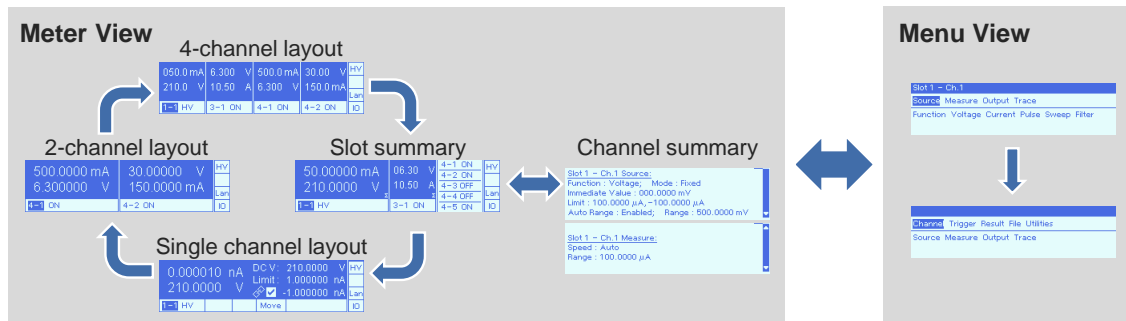 Meter View
4-channel layout
050.0 mA 6.300 V 500.0 mA 30.00 V HV
210.0 V 10.50 A 6.300 V 150.0 mA Lan
1-1 HV 3-1 ON 4-1 ON 4-2 ON IO
2-channel layout
500.0000 mA 30.00000 V HV
6.300000 V 150.0000 mA Lan
4-1 ON 4-2 ON IO
Slot summary
50.00000 mA 06.30 V 4-1 ON HV
4-2 ON
210.0000 V 10.50 A 4-3 OFF
4-4 OFF Lan
1-1 HV 3-1 ON 4-5 ON IO
Single channel layout
0.000010 nA DC V: 210.0000 V HV
210.0000 V Limit: 1.000000 nA
-1.000000 nA Lan
1-1 HV Move IO
Channel summary
Slot 1 - Ch.1 Source:
Function : Voltage; Mode : Fixed
Immediate Value : 000.0000 mV
Limit : 100.0000 μA, -100.0000 μA
Auto Range : Enabled; Range : 500.0000 mV
Slot 1 - Ch.1 Measure:
Speed : Auto
Range : 100.0000 μA
Menu View
Slot 1 - Ch.1
Source Measure Output Trace
Function Voltage Current Pulse Sweep Filter
Channel Trigger Result File Utilities
Source Measure Output Trace